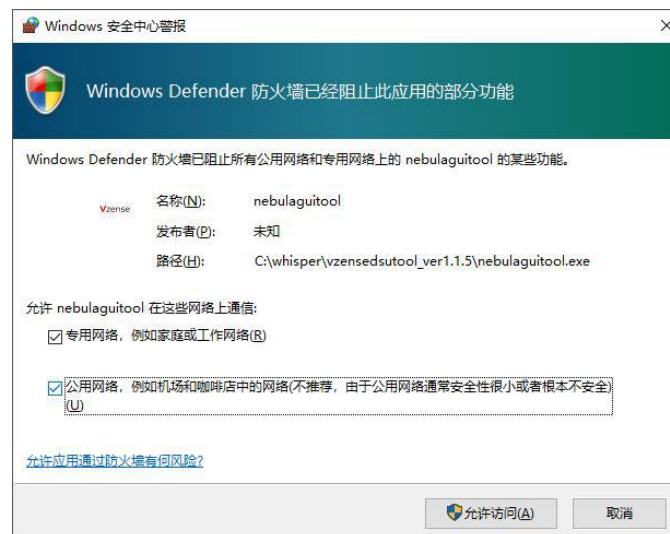 Windows 安全中心警报
Windows Defender 防火墙已经阻止此应用的部分功能
Windows Defender 防火墙已阻止所有公用网络和专用网络上的 nebulaguitool 的某些功能。
Vzense
名称(N): nebulaguitool
发布者(P): 未知
路径(H): C:\whisper\vzensedsutool_ver1.1.5\nebulaguitool.exe
允许 nebulaguitool 在这些网络上通信:
专用网络，例如家庭或工作网络(R)
公用网络，例如机场和咖啡店中的网络(不推荐，由于公用网络通常安全性很小或者根本不安全)
(U)
允许应用通过防火墙有何风险?
允许访问(A) 取消